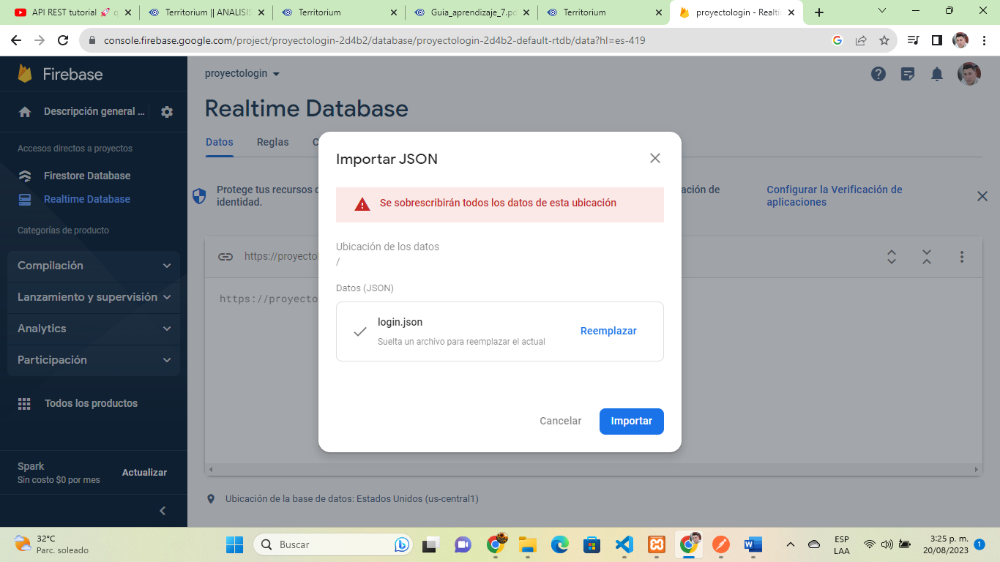 API REST tutorial 🚀
Territorium || ANALISIS
Territorium
Guia_aprendizaje_7.pd
Territorium
proyectologin - Realti
console.firebase.google.com/project/proyectologin-2d4b2/database/proyectologin-2d4b2-default-rtdb/data?hl=es-419
Firebase
proyectologin
Descripción general ...
Realtime Database
Accesos directos a proyectos
Datos
Reglas
C
Firestore Database
Realtime Database
Categorías de producto
Compilación
Lanzamiento y supervisión
Analytics
Participación
Todos los productos
Spark
Sin costo $0 por mes
Actualizar
Protege tus recursos
ación de
identidad.
Configurar la Verificación de
aplicaciones
https://proyectol
https://proyecto
Importar JSON
Se sobrescribirán todos los datos de esta ubicación
Ubicación de los datos
/
Datos (JSON)
login.json
Suelta un archivo para reemplazar el actual
Reemplazar
Cancelar
Importar
Ubicación de la base de datos: Estados Unidos (us-central1)
32°C
Parc. soleado
Buscar
ESP
LAA
3:25 p. m.
20/08/2023
1